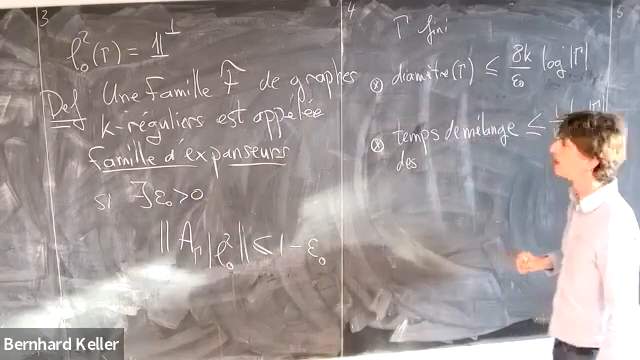 3
ℓ²₀(Γ) = 𝟙^⊥
Def Une famille F de graphes
k-réguliers est appelée
famille d'expanseurs
si ∃ε₀>0
‖A_Γ|ℓ²₀‖ ≤ 1-ε₀
4
Γ fini
⊛ diamètre(Γ) ≤ 8k/ε₀ log|Γ|
⊛ temps de mélange ≤
des
5
Bernhard Keller